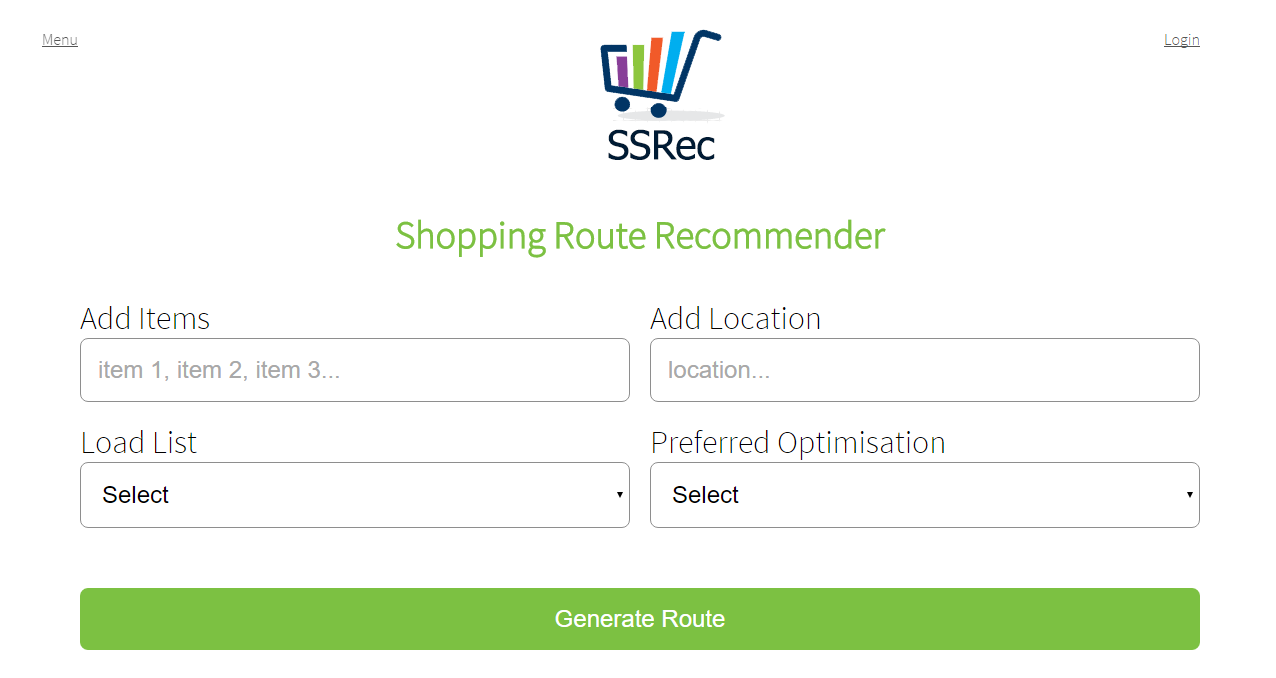 Menu
Login
SSRec
Shopping Route Recommender
Add Items
Add Location
item 1, item 2, item 3...
location...
Load List
Preferred Optimisation
Select
Select
Generate Route